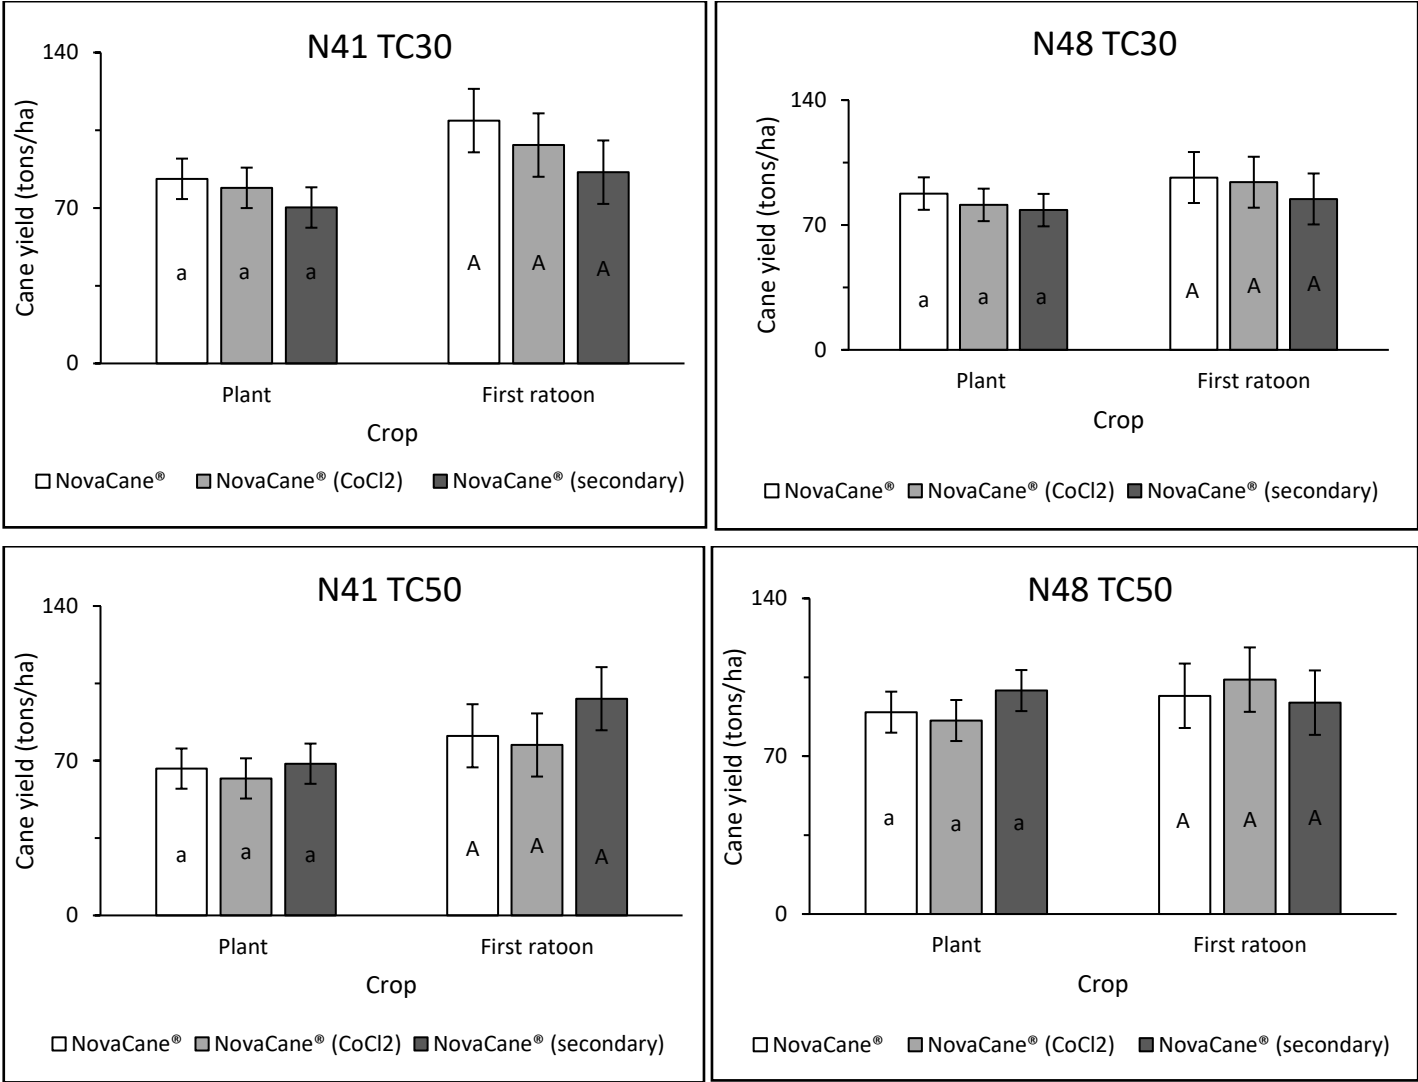 N41 TC30
140
70
0
Cane yield (tons/ha)
a a a A A A
Plant First ratoon
Crop
NovaCane® NovaCane® (CoCl2) NovaCane® (secondary)
N48 TC30
140
70
0
Cane yield (tons/ha)
a a a A A A
Plant First ratoon
Crop
NovaCane® NovaCane® (CoCl2) NovaCane® (secondary)
N41 TC50
140
70
0
Cane yield (tons/ha)
a a a A A A
Plant First ratoon
Crop
NovaCane® NovaCane® (CoCl2) NovaCane® (secondary)
N48 TC50
140
70
0
Cane yield (tons/ha)
a a a A A A
Plant First ratoon
Crop
NovaCane® NovaCane® (CoCl2) NovaCane® (secondary)